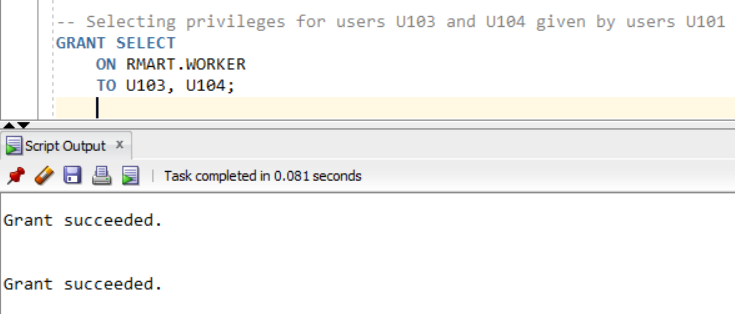 -- Selecting privileges for users U103 and U104 given by users U101
GRANT SELECT
ON RMART.WORKER
TO U103, U104;
Script Output x
Task completed in 0.081 seconds
Grant succeeded.
Grant succeeded.